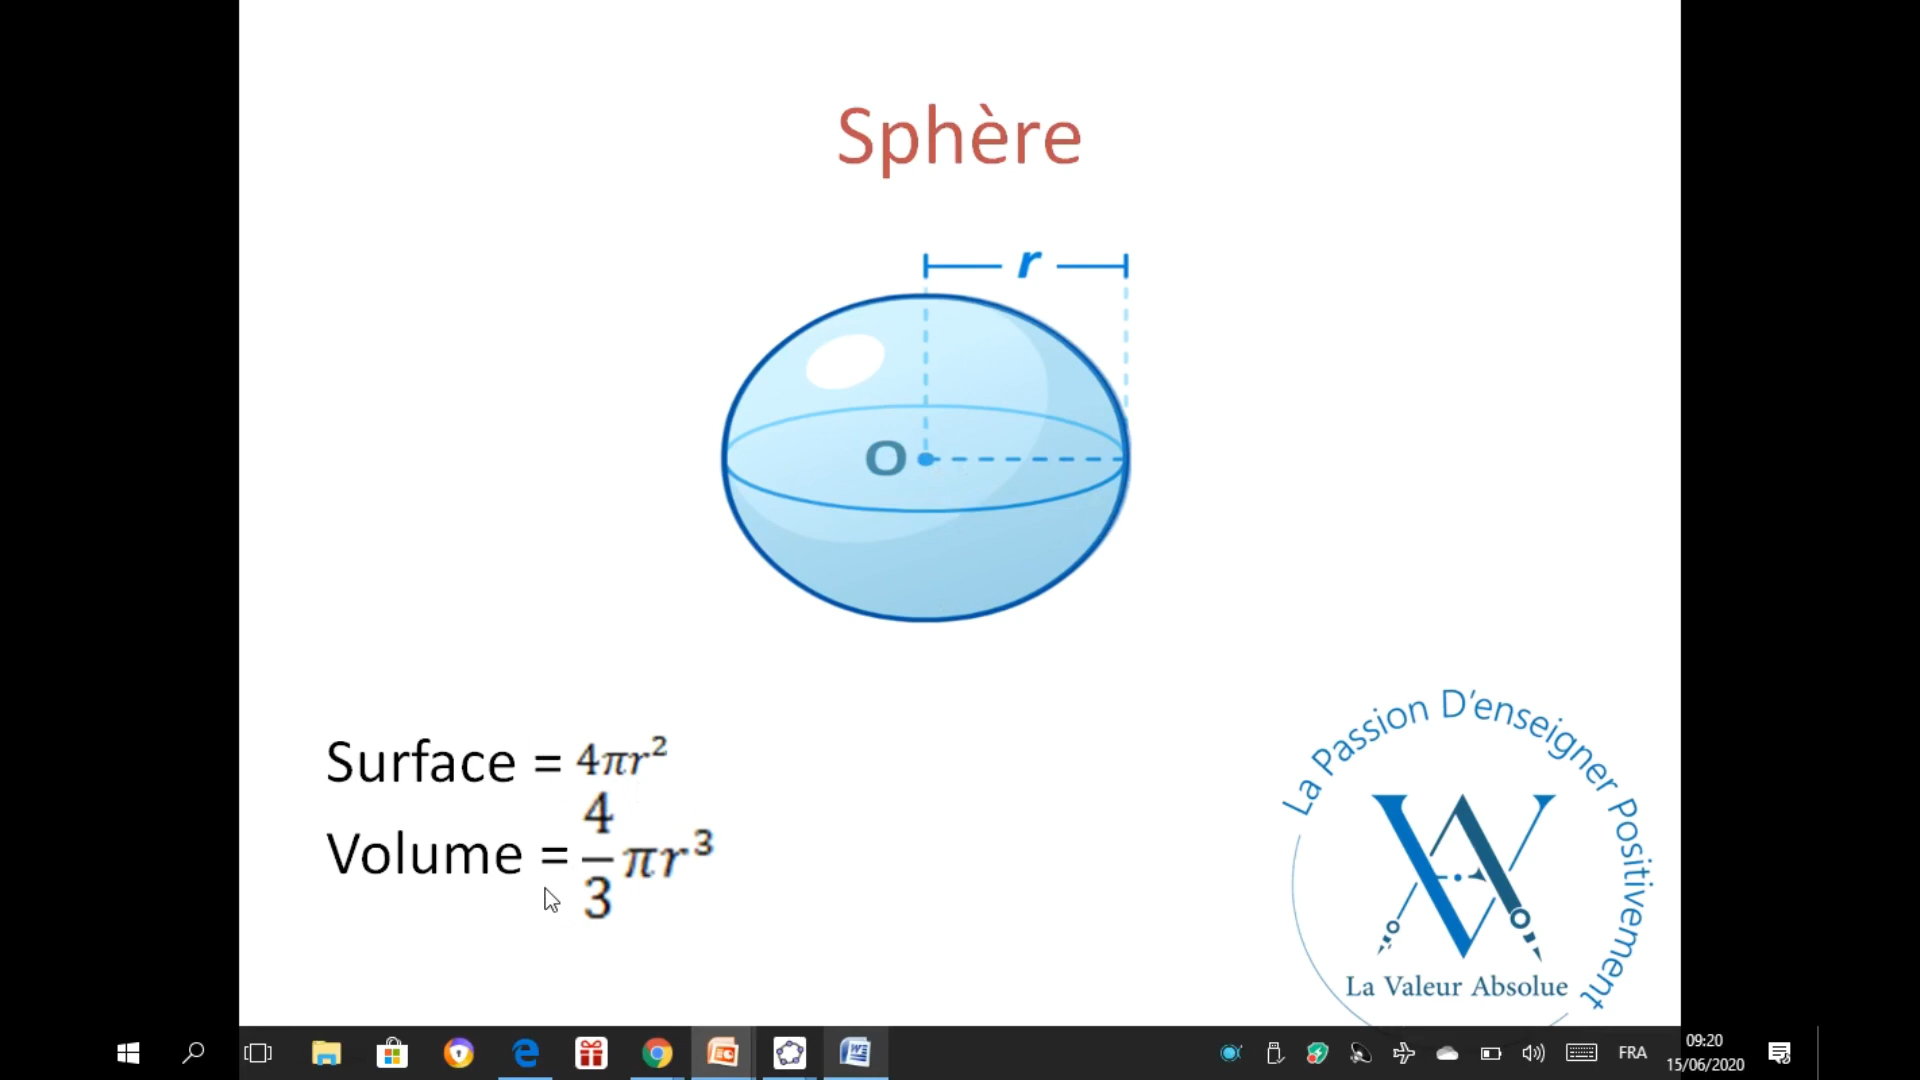 Sphère
r
O
Surface = 4πr²
Volume = 4/3 πr³
La Passion D'enseigner Positivement
La Valeur Absolue
FRA
09:20
15/06/2020